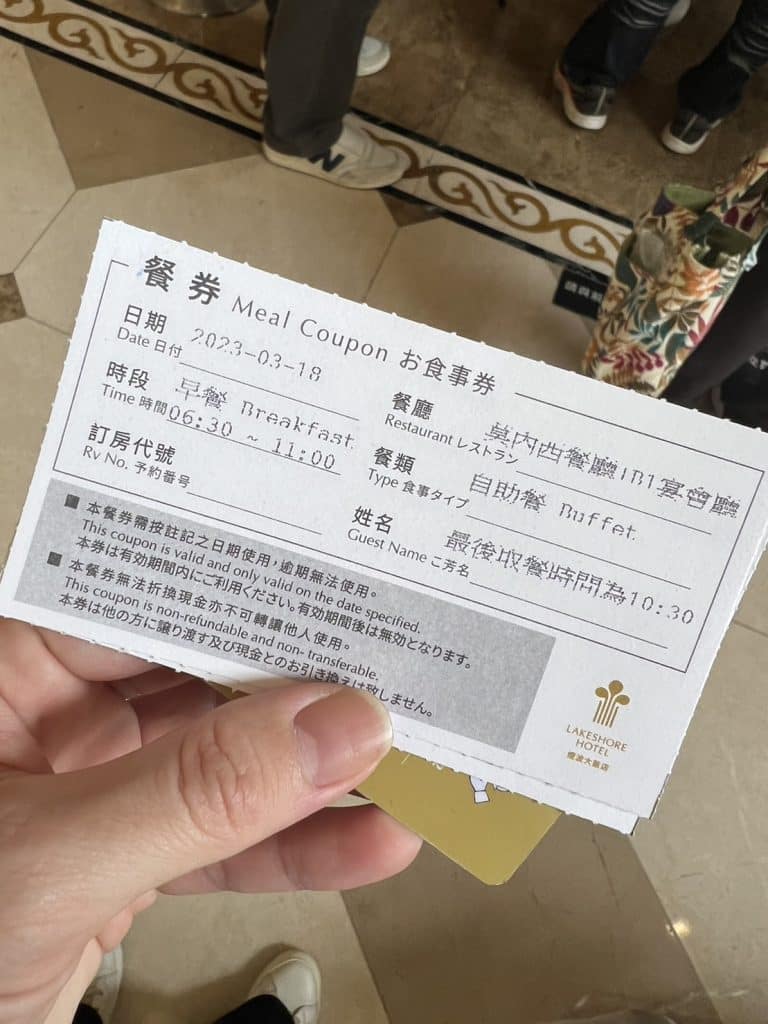 餐券 Meal Coupon お食事券
日期 2023-03-18
Date 日付
時段 早餐 Breakfast
Time 時間 06:30 ~ 11:00
訂房代號
Rv No. 予約番号
餐廳 莫內西餐廳|B1宴會廳
Restaurant レストラン
餐類 自助餐 Buffet
Type 食事タイプ
姓名 最後取餐時間為10:30
Guest Name ご芳名
■ 本餐券需按註記之日期使用，逾期無法使用。
This coupon is valid and only valid on the date specified.
本券は有効期間内にご利用ください。有効期間後は無効となります。
■ 本餐券無法折換現金亦不可轉讓他人使用。
This coupon is non-refundable and non- transferable.
本券は他の方に譲り渡す及び現金とのお引き換えは致しません。
LAKESHORE
HOTEL
煙波大飯店
N